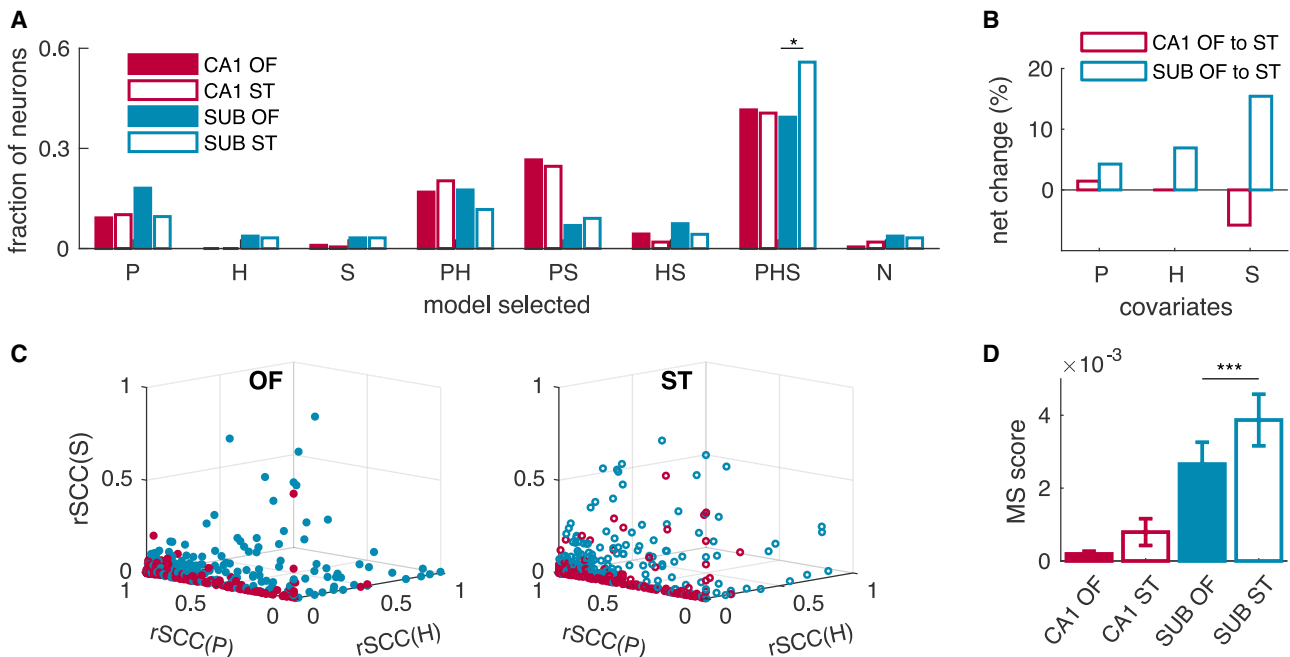 A
fraction of neurons
0.6
0.3
0
CA1 OF
CA1 ST
SUB OF
SUB ST
*
P H S PH PS HS PHS N
model selected
B
CA1 OF to ST
SUB OF to ST
net change (%)
20
10
0
P H S
covariates
C
OF
rSCC(S)
1
0.5
0
1 0.5 0
0 0.5 1
rSCC(P)
rSCC(H)
ST
1
0.5
0
1 0.5 0
0 0.5 1
rSCC(P)
rSCC(H)
D
×10⁻³
***
MS score
4
2
0
CA1 OF
CA1 ST
SUB OF
SUB ST